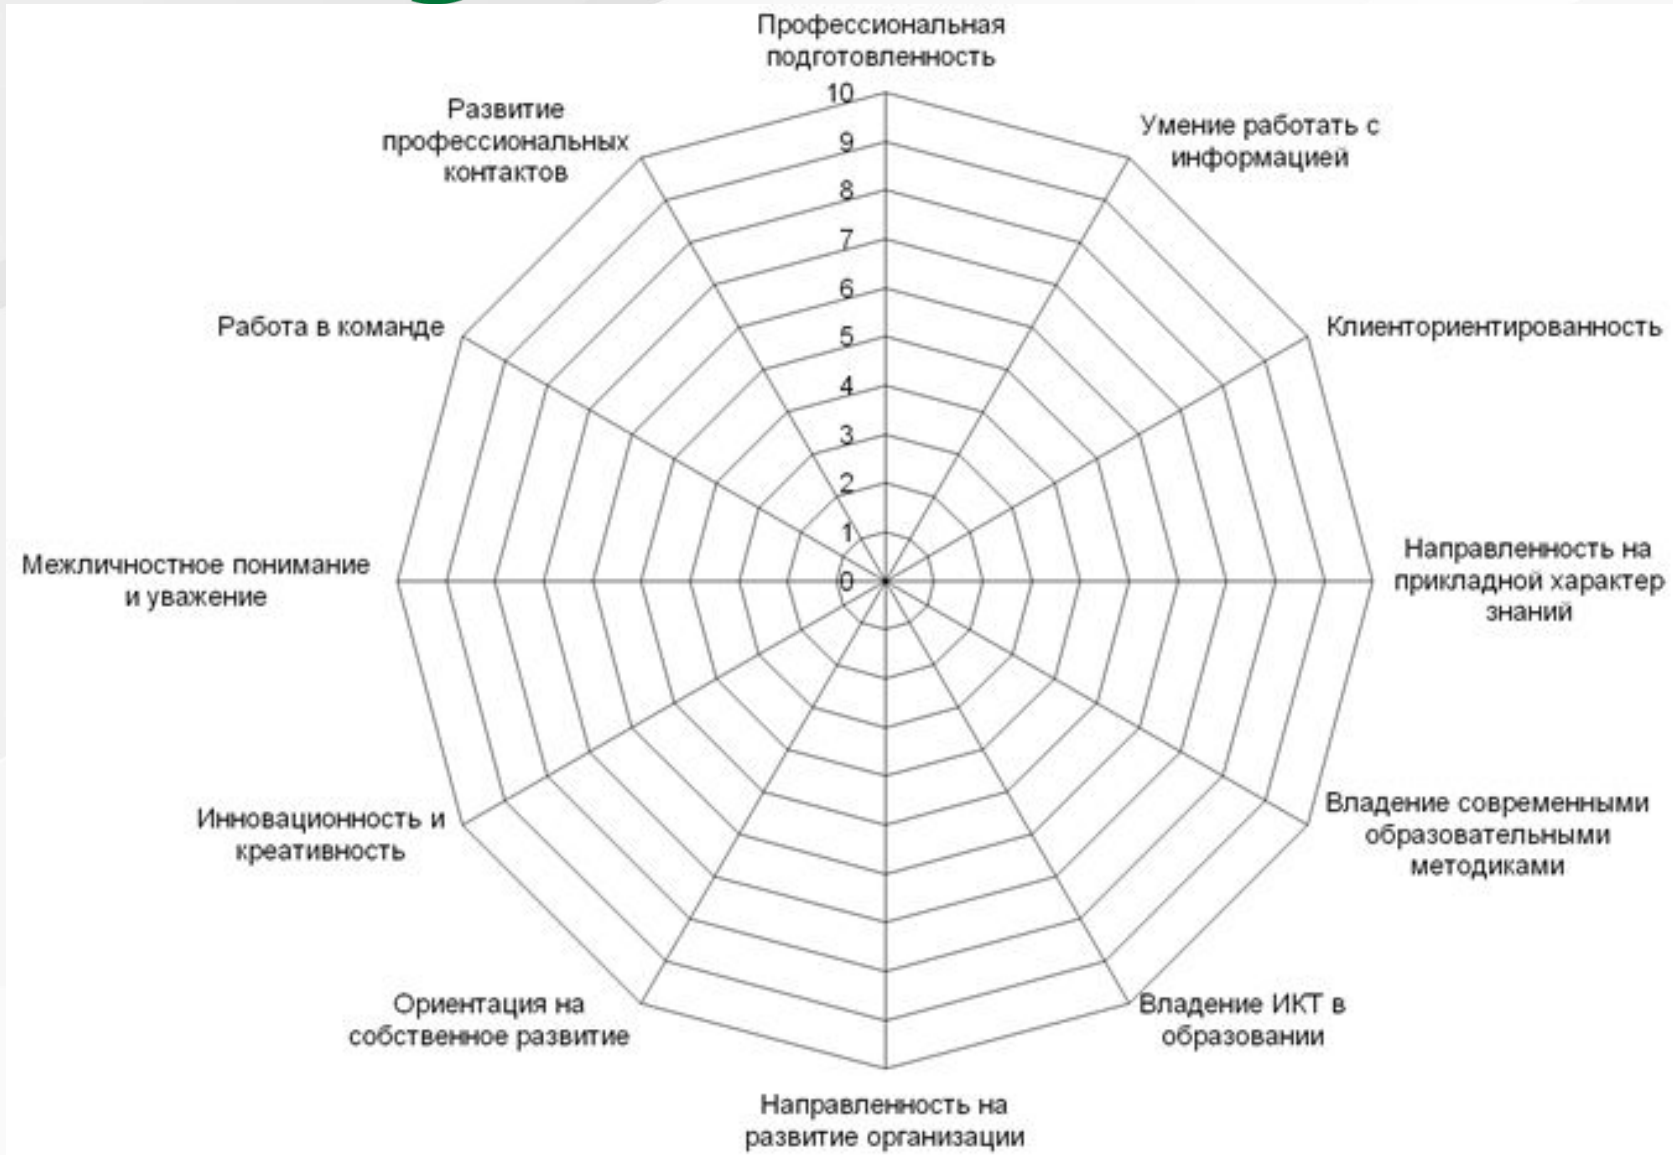 Профессиональная
подготовленность
Умение работать с
информацией
Клиенториентированность
Направленность на
прикладной характер
знаний
Владение современными
образовательными
методиками
Владение ИКТ в
образовании
Направленность на
развитие организации
Ориентация на
собственное развитие
Инновационность и
креативность
Межличностное понимание
и уважение
Работа в команде
Развитие
профессиональных
контактов
10
9
8
7
6
5
4
3
2
1
0